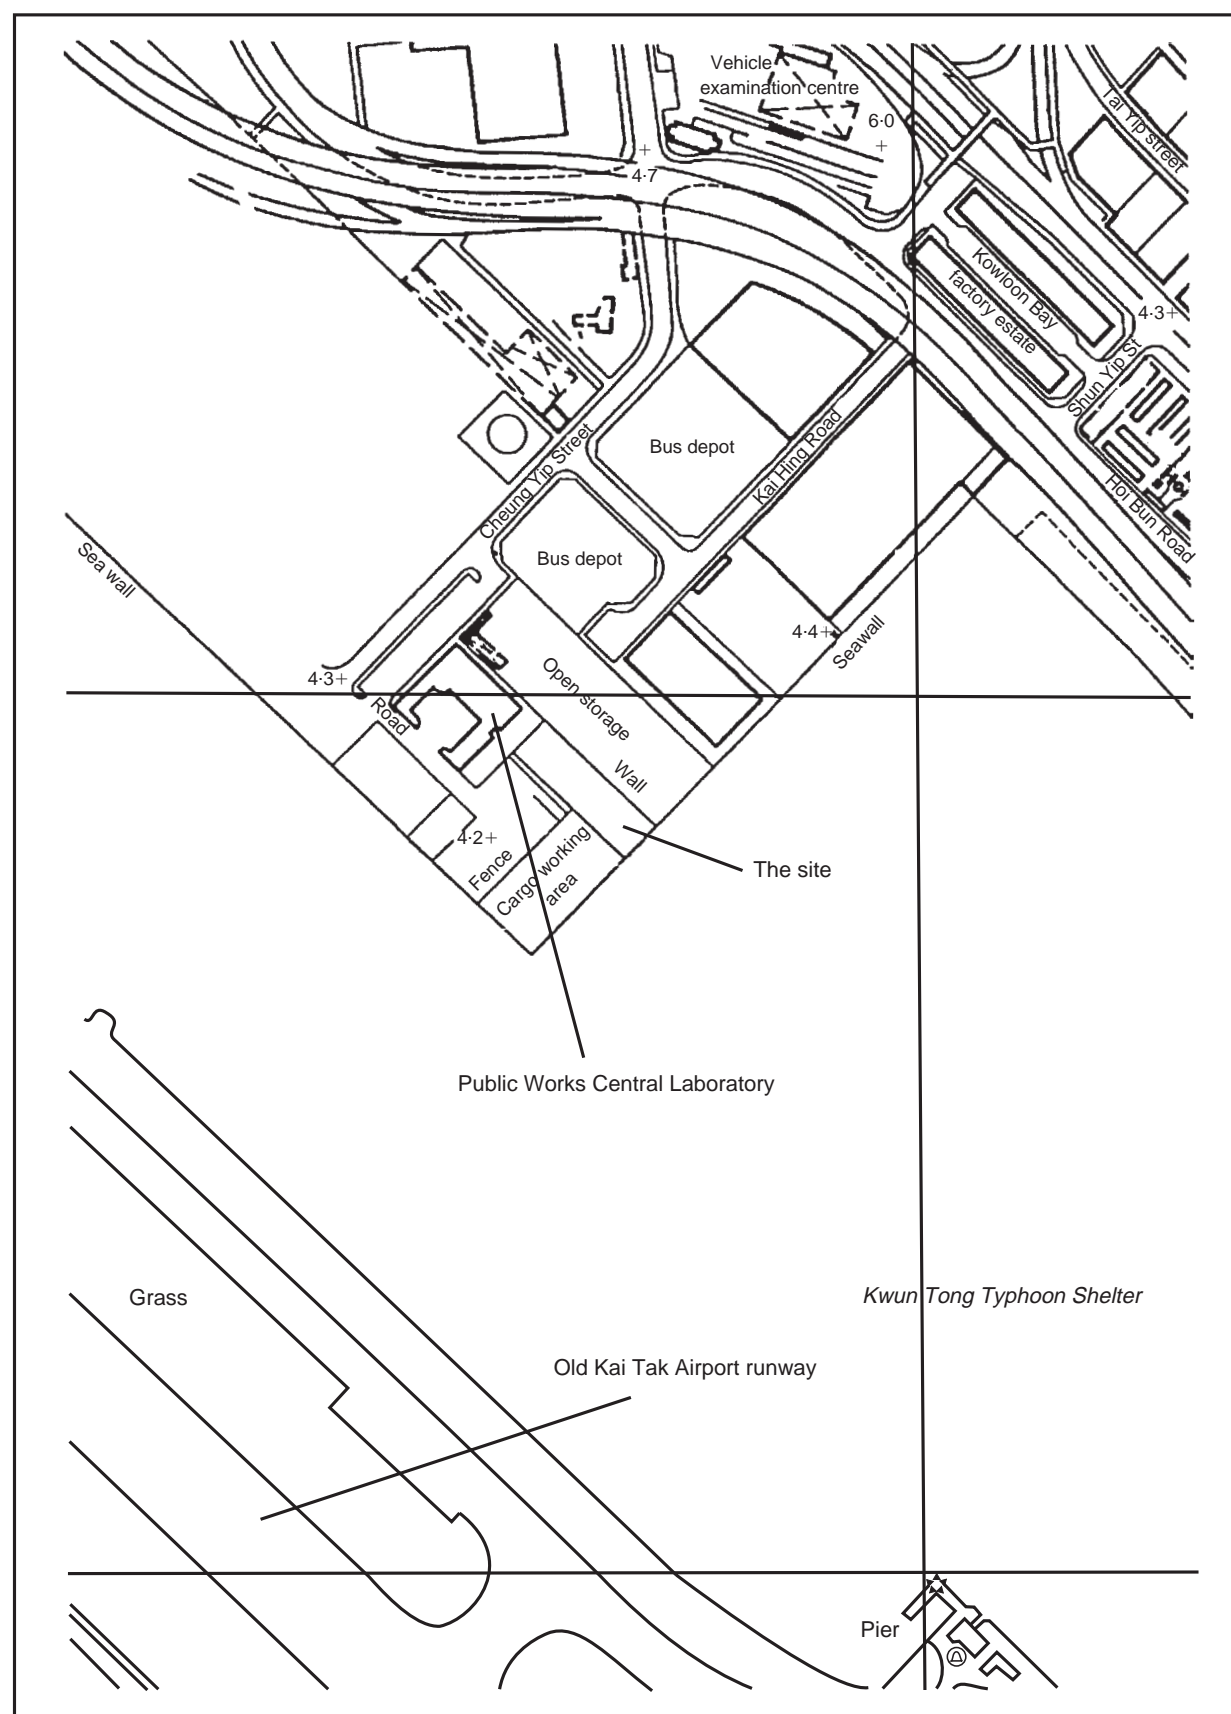 Vehicle
examination centre
6·0
4·7
Tai Yip street
Kowloon Bay
factory estate
4·3
Shun Yip St
Bus depot
Kai Hing Road
Cheung Yip Street
Hoi Bun Road
Bus depot
Sea wall
4·4
Seawall
4·3
Road
Open storage
Wall
4·2
Fence
Cargo working
area
The site
Public Works Central Laboratory
Grass
Kwun Tong Typhoon Shelter
Old Kai Tak Airport runway
Pier